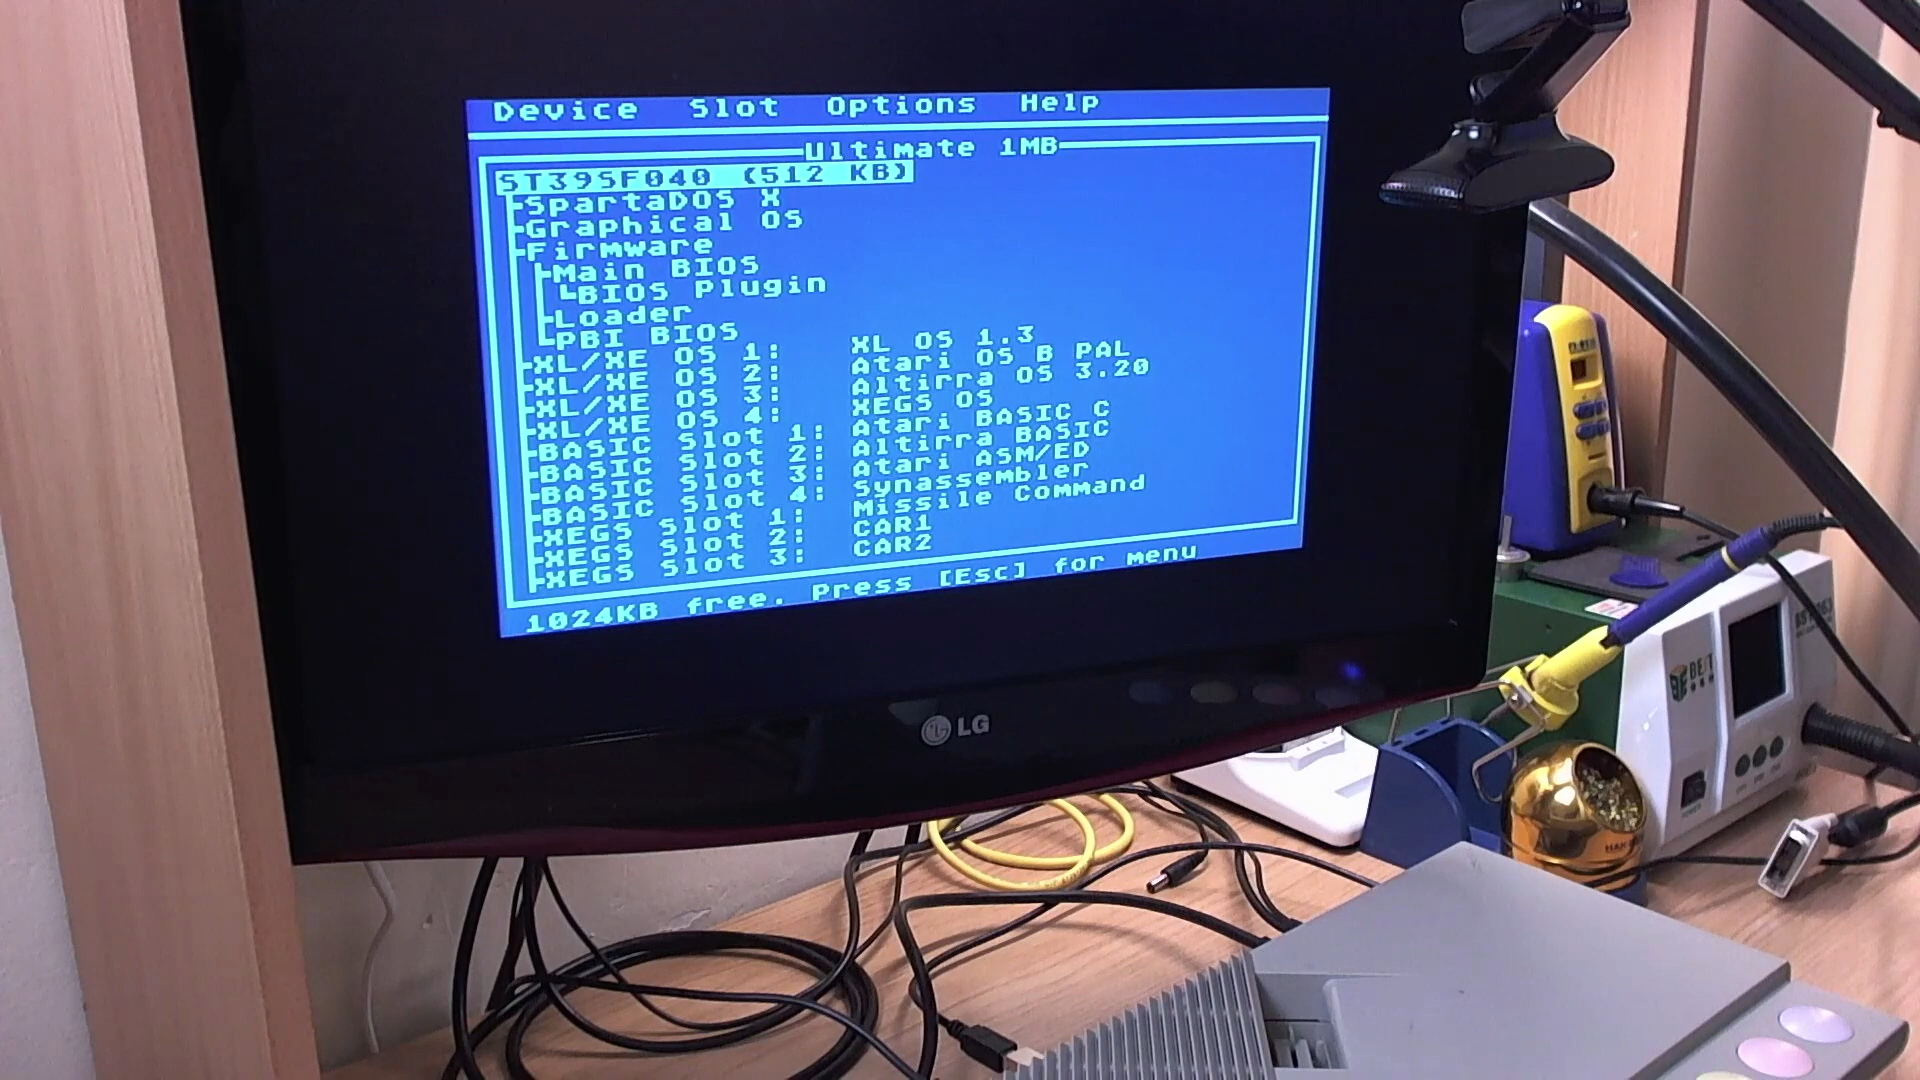 Device Slot Options Help
Ultimate 1MB
ST39SF040 (512 KB)
SpartaDOS X
Graphical OS
Firmware
Main BIOS
BIOS Plugin
Loader
PBI BIOS
XL/XE OS 1: XL OS 1.3
XL/XE OS 2: Atari OS B PAL
XL/XE OS 3: Altirra OS 3.20
XL/XE OS 4: XEGS OS
BASIC Slot 1: Atari BASIC C
BASIC Slot 2: Altirra BASIC
BASIC Slot 3: Atari ASM/ED
BASIC Slot 4: Synassembler
XEGS Slot 1: Missile Command
XEGS Slot 2: CAR1
XEGS Slot 3: CAR2
1024KB free. Press [Esc] for menu
LG
BEST